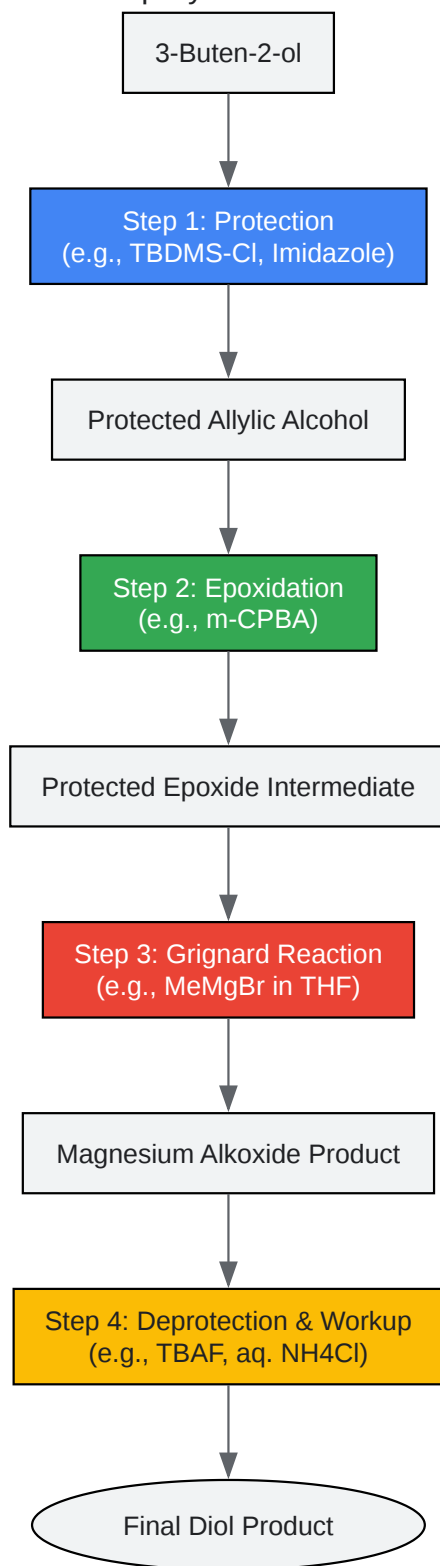 3-Buten-2-ol
Step 1: Protection
(e.g., TBDMS-Cl, Imidazole)
Protected Allylic Alcohol
Step 2: Epoxidation
(e.g., m-CPBA)
Protected Epoxide Intermediate
Step 3: Grignard Reaction
(e.g., MeMgBr in THF)
Magnesium Alkoxide Product
Step 4: Deprotection & Workup
(e.g., TBAF, aq. NH4Cl)
Final Diol Product